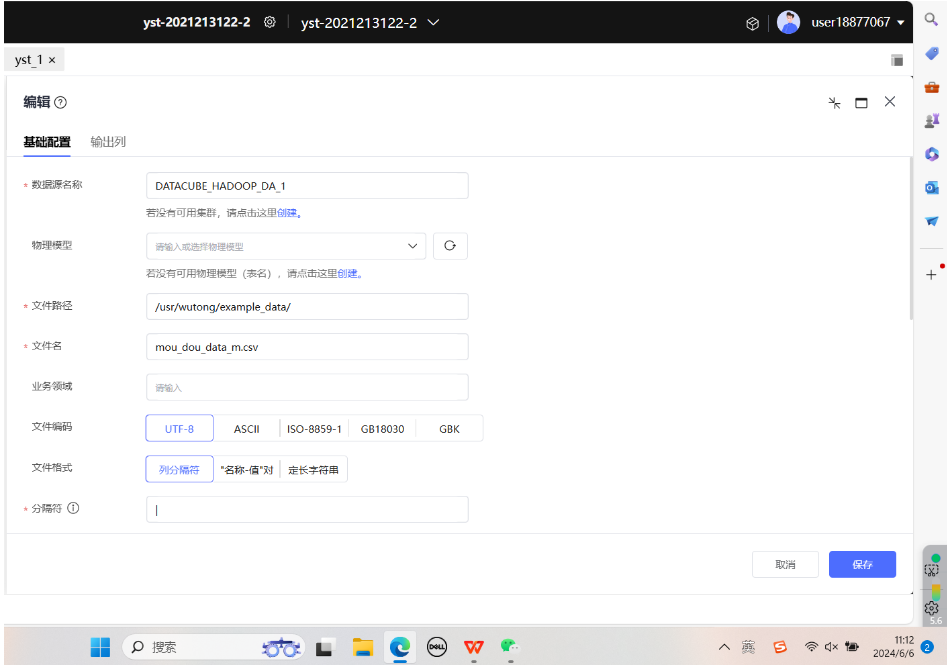 yst-2021213122-2 yst-2021213122-2 user18877067
yst_1 ×
编辑
基础配置 输出列
* 数据源名称 DATACUBE_HADOOP_DA_1
若没有可用集群，请点击这里创建。
物理模型 请输入或选择物理模型
若没有可用物理模型（表名），请点击这里创建。
* 文件路径 /usr/wutong/example_data/
* 文件名 mou_dou_data_m.csv
业务领域 请输入
文件编码 UTF-8 ASCII ISO-8859-1 GB18030 GBK
文件格式 列分隔符 "名称-值"对 定长字符串
* 分隔符 |
取消 保存
5.6
搜索 DELL 英 11:12
2024/6/6 2